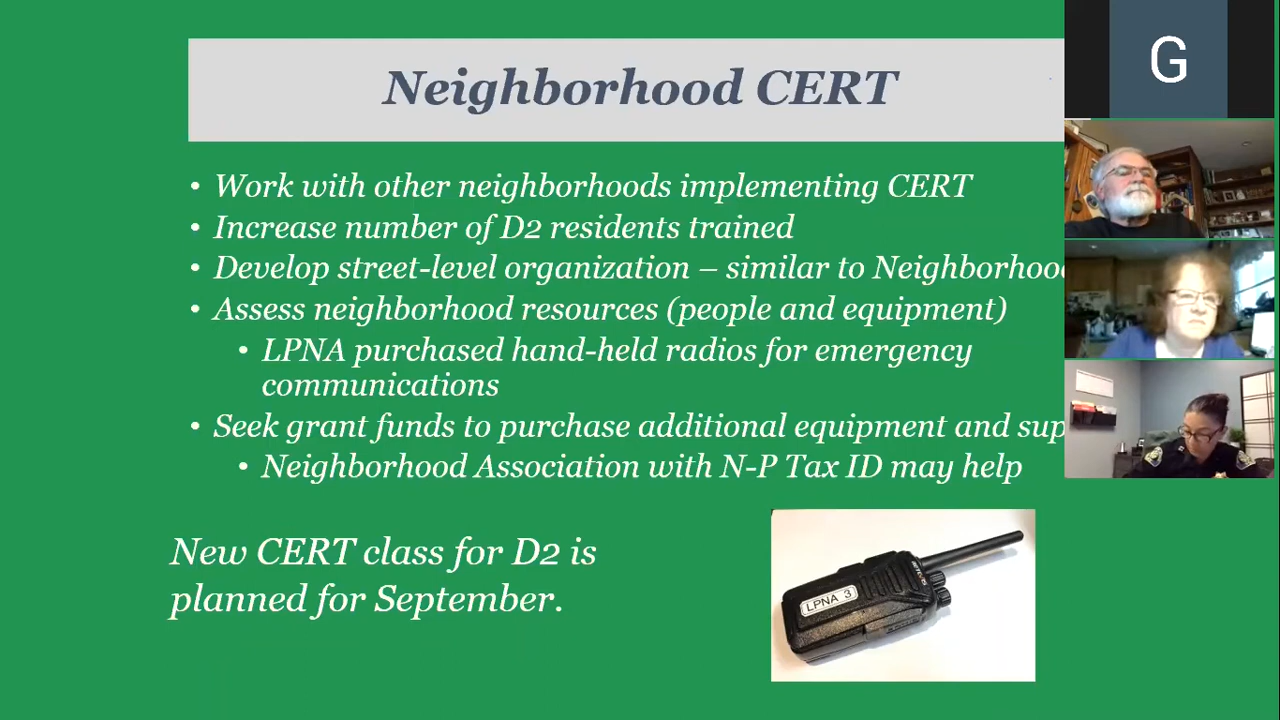 Neighborhood CERT
G
• Work with other neighborhoods implementing CERT
• Increase number of D2 residents trained
• Develop street-level organization – similar to
• Assess neighborhood resources (people and equipment)
• LPNA purchased hand-held radios for emergency
communications
• Seek grant funds to purchase additional equipment and
• Neighborhood Association with N-P Tax ID may help
New CERT class for D2 is
planned for September.
LPNA 3